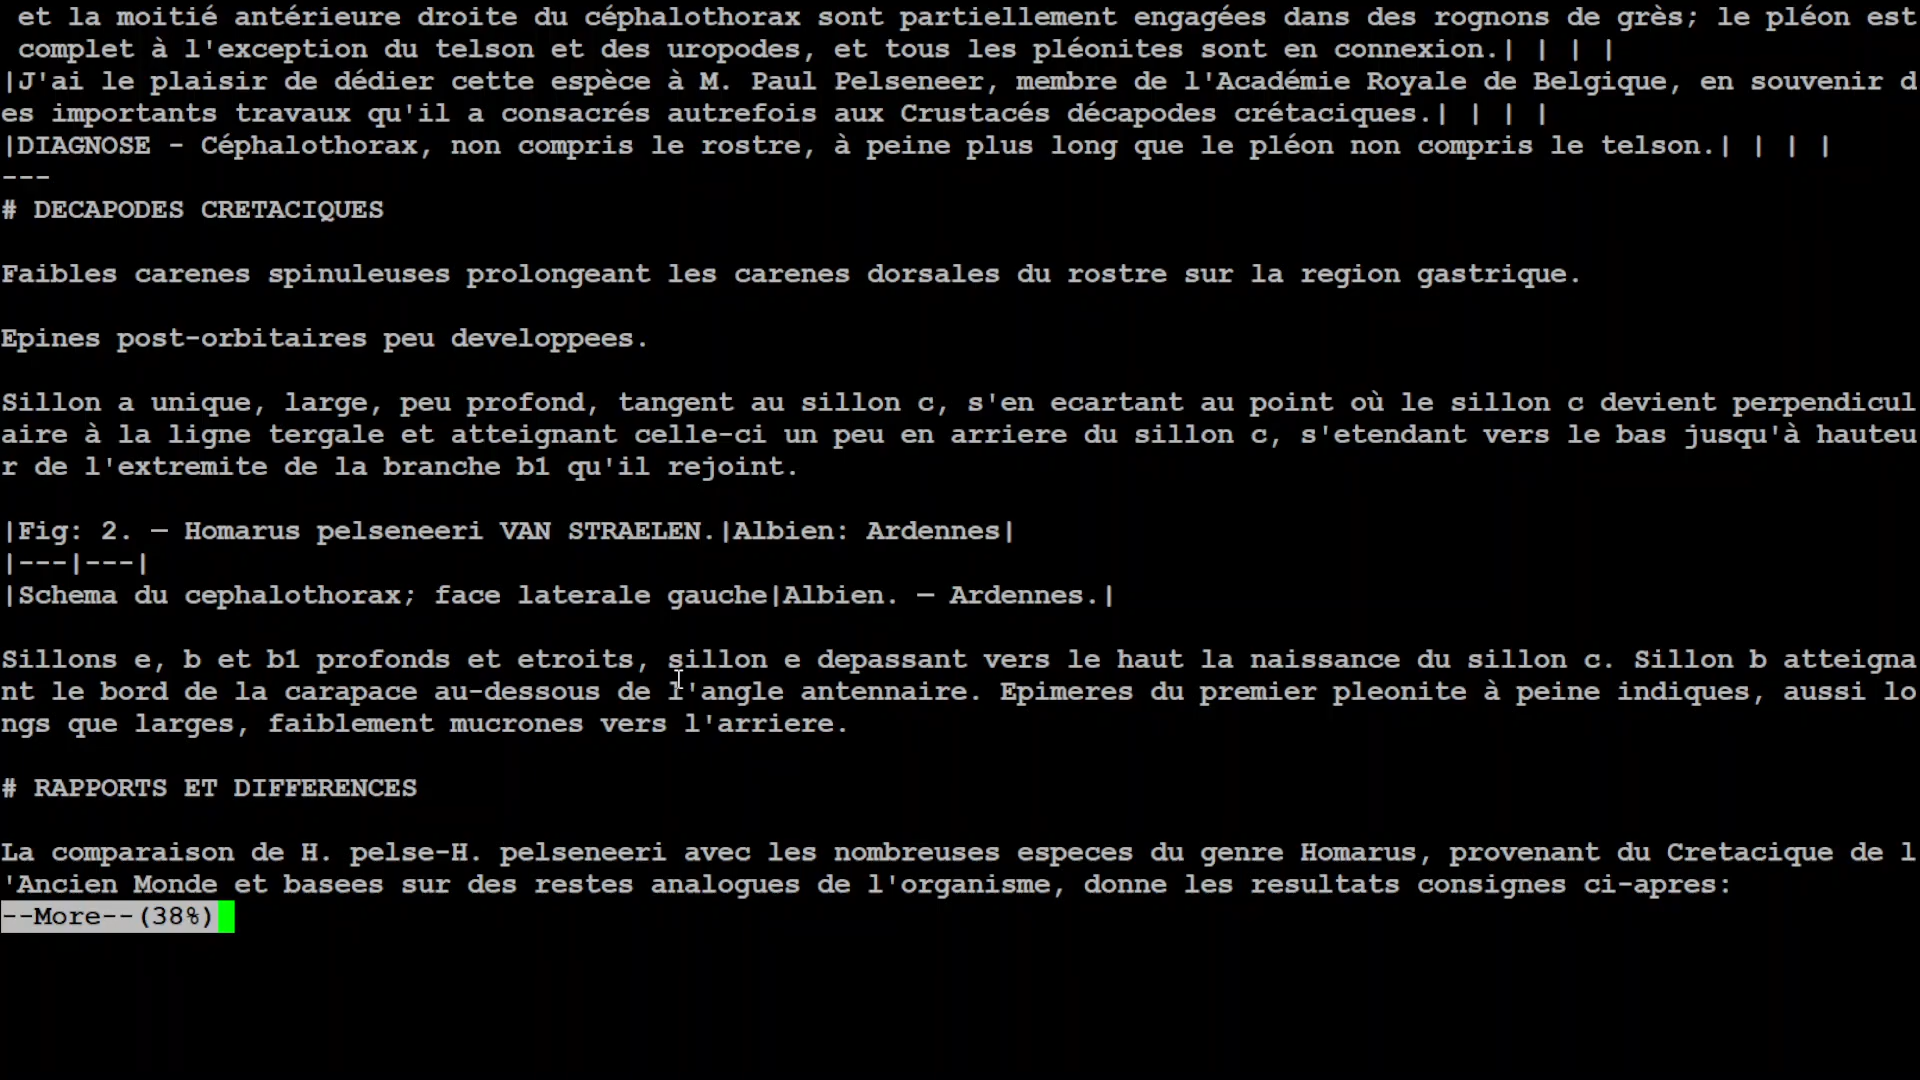 et la moitié antérieure droite du céphalothorax sont partiellement engagées dans des rognons de grès; le pléon est
complet à l'exception du telson et des uropodes, et tous les pléonites sont en connexion.| | | |
|J'ai le plaisir de dédier cette espèce à M. Paul Pelseneer, membre de l'Académie Royale de Belgique, en souvenir d
es importants travaux qu'il a consacrés autrefois aux Crustacés décapodes crétaciques.| | | |
|DIAGNOSE - Céphalothorax, non compris le rostre, à peine plus long que le pléon non compris le telson.| | | |
---
# DECAPODES CRETACIQUES
Faibles carenes spinuleuses prolongeant les carenes dorsales du rostre sur la region gastrique.
Epines post-orbitaires peu developpees.
Sillon a unique, large, peu profond, tangent au sillon c, s'en ecartant au point où le sillon c devient perpendicul
aire à la ligne tergale et atteignant celle-ci un peu en arriere du sillon c, s'etendant vers le bas jusqu'à hauteu
r de l'extremite de la branche b1 qu'il rejoint.
|Fig: 2. — Homarus pelseneeri VAN STRAELEN.|Albien: Ardennes|
|---|---|
|Schema du cephalothorax; face laterale gauche|Albien. — Ardennes.|
Sillons e, b et b1 profonds et etroits, sillon e depassant vers le haut la naissance du sillon c. Sillon b atteigna
nt le bord de la carapace au-dessous de l'angle antennaire. Epimeres du premier pleonite à peine indiques, aussi lo
ngs que larges, faiblement mucrones vers l'arriere.
# RAPPORTS ET DIFFERENCES
La comparaison de H. pelse-H. pelseneeri avec les nombreuses especes du genre Homarus, provenant du Cretacique de l
'Ancien Monde et basees sur des restes analogues de l'organisme, donne les resultats consignes ci-apres:
--More--(38%)